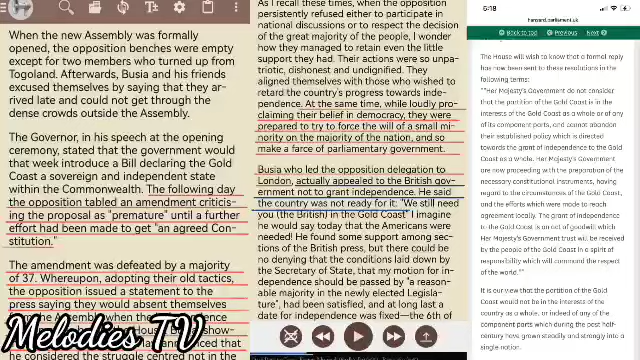 When the new Assembly was formally
opened, the opposition benches were empty
except for two members who turned up from
Togoland. Afterwards, Busia and his friends
excused themselves by saying that they ar-
rived late and could not get through the
dense crowds outside the Assembly.
The Governor, in his speech at the opening
ceremony, stated that the government would
that week introduce a Bill declaring the Gold
Coast a sovereign and independent state
within the Commonwealth. The following day
the opposition tabled an amendment criticis-
ing the proposal as "premature" until a further
effort had been made to get "an agreed Con-
stitution."
The amendment was defeated by a majority
of 37. Whereupon, adopting their old tactics,
the opposition issued a statement to the
press saying they would absent themselves
he considered the struggle centred not in the
Melodies TV
As I recall these times, when the opposition
persistently refused either to participate in
national discussions or to respect the decision
of the great majority of the people, I wonder
how they managed to retain even the little
support they had. Their actions were so unpa-
triotic, dishonest and undignified. They
aligned themselves with those who wished to
retard the country's progress towards inde-
pendence. At the same time, while loudly pro-
claiming their belief in democracy, they were
prepared to try to force the will of a small mi-
nority on the majority of the nation, and so
make a farce of parliamentary government.
Busia who led the opposition delegation to
London, actually appealed to the British gov-
ernment not to grant independence. He said
the country was not ready for it: "We still need
you (the British) in the Gold Coast" I imagine
he would say today that the Americans were
needed! He found some support among sec-
tions of the British press, but there could be
no denying that the conditions laid down by
the Secretary of State, that my motion for in-
dependence should be passed by a "reason-
able majority in the newly elected Legisla-
ture", had been satisfied, and at long last a
date for independence was fixed—the 6th of
5:18
hansard.parliament.uk
Back to top Previous Next
The House will wish to know that a formal reply
has now been sent to these resolutions in the
following terms:
""Her Majesty's Government do not consider
that the partition of the Gold Coast is in the
interests of the Gold Coast as a whole or of any
of its component parts, and cannot abandon
their established policy which is directed
towards the grant of independence to the Gold
Coast as a whole. Her Majesty's Government
are now proceeding with the preparation of the
necessary constitutional instruments, having
regard to the large measure of common ground
and the efforts which were made to reach
agreement locally. The grant of independence
to the Gold Coast is an act of goodwill which
Her Majesty's Government trust will be received
by the people of the Gold Coast in a spirit of
responsibility which will command the respect
of the world.""
It is our view that the partition of the Gold
Coast would not be in the interests of the
country as a whole, or indeed of any of the
component parts which during the past half-
century have grown steadily and strongly into a
single nation.